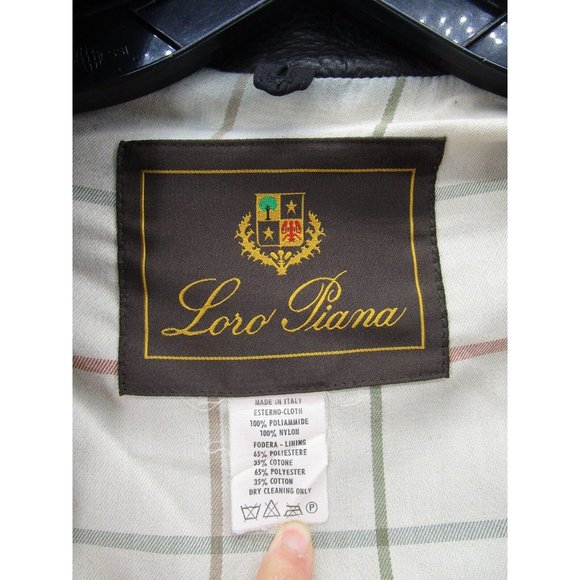 Loro Piana
MADE IN ITALY
ESTERNO-CLOTH
100% POLIAMMIDE
100% NYLON
FODERA - LINING
65% POLIESTERE
35% COTONE
65% POLYESTER
35% COTTON
DRY CLEANING ONLY
P